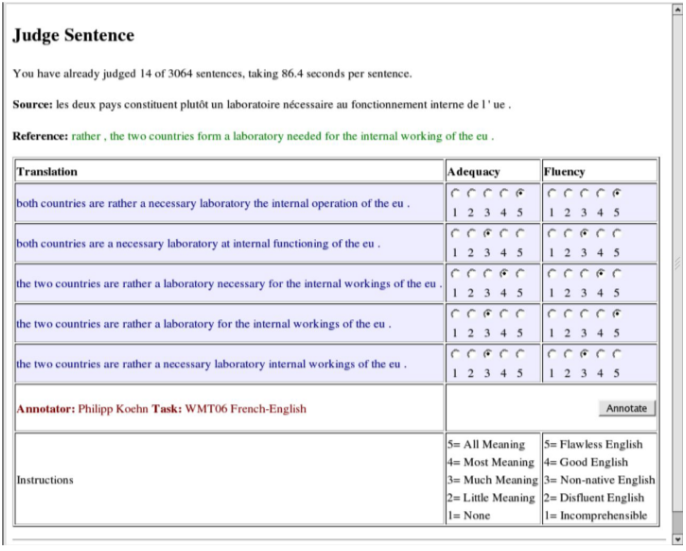 Judge Sentence
You have already judged 14 of 3064 sentences, taking 86.4 seconds per sentence.
Source: les deux pays constituent plutôt un laboratoire nécessaire au fonctionnement interne de l ' ue .
Reference: rather , the two countries form a laboratory needed for the internal working of the eu .
Translation Adequacy Fluency
both countries are rather a necessary laboratory the internal operation of the eu .
1 2 3 4 5 1 2 3 4 5
both countries are a necessary laboratory at internal functioning of the eu .
1 2 3 4 5 1 2 3 4 5
the two countries are rather a laboratory necessary for the internal workings of the eu .
1 2 3 4 5 1 2 3 4 5
the two countries are rather a laboratory for the internal workings of the eu .
1 2 3 4 5 1 2 3 4 5
the two countries are rather a necessary laboratory internal workings of the eu .
1 2 3 4 5 1 2 3 4 5
Annotator: Philipp Koehn Task: WMT06 French-English Annotate
Instructions
5= All Meaning 5= Flawless English
4= Most Meaning 4= Good English
3= Much Meaning 3= Non-native English
2= Little Meaning 2= Disfluent English
1= None 1= Incomprehensible